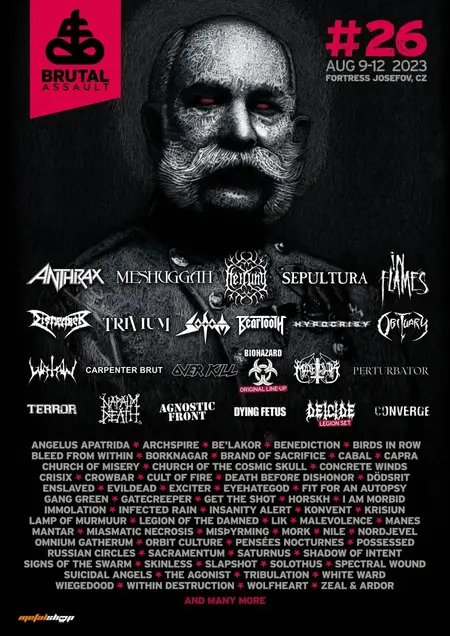 BRUTAL
ASSAULT
#26
AUG 9-12 2023
FORTRESS JOSEFOV, CZ
ANTHRAX MESHUGGAH HEILUNG SEPULTURA IN FLAMES
DISMEMBER TRIVIUM SODOM BEARTOOTH HYPOCRISY OBITUARY
WATAIN CARPENTER BRUT OVERKILL BIOHAZARD MARDUK PERTURBATOR
ORIGINAL LINE-UP
TERROR NAPALM DEATH AGNOSTIC FRONT DYING FETUS DEICIDE CONVERGE
LEGION SET
ANGELUS APATRIDA * ARCHSPIRE * BE'LAKOR * BENEDICTION * BIRDS IN ROW
BLEED FROM WITHIN * BORKNAGAR * BRAND OF SACRIFICE * CABAL * CAPRA
CHURCH OF MISERY * CHURCH OF THE COSMIC SKULL * CONCRETE WINDS
CRISIX * CROWBAR * CULT OF FIRE * DEATH BEFORE DISHONOR * DÖDSRIT
ENSLAVED * EVILDEAD * EXCITER * EYEHATEGOD * FIT FOR AN AUTOPSY
GANG GREEN * GATECREEPER * GET THE SHOT * HORSKH * I AM MORBID
IMMOLATION * INFECTED RAIN * INSANITY ALERT * KONVENT * KRISIUN
LAMP OF MURMUUR * LEGION OF THE DAMNED * LIK * MALEVOLENCE * MANES
MANTAR * MIASMATIC NECROSIS * MISÞYRMING * MORK * NILE * NORDJEVEL
OMNIUM GATHERUM * ORBIT CULTURE * PENSÉES NOCTURNES * POSSESSED
RUSSIAN CIRCLES * SACRAMENTUM * SATURNUS * SHADOW OF INTENT
SIGNS OF THE SWARM * SKINLESS * SLAPSHOT * SOLOTHUS * SPECTRAL WOUND
SUICIDAL ANGELS * THE AGONIST * TRIBULATION * WHITE WARD
WIEGEDOOD * WITHIN DESTRUCTION * WOLFHEART * ZEAL & ARDOR
AND MANY MORE
metalshop